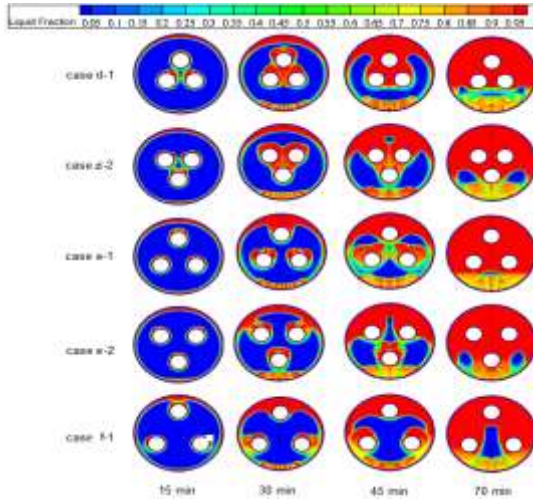 Liquid Fraction 0.05 0.1 0.15 0.2 0.25 0.3 0.35 0.4 0.45 0.5 0.55 0.6 0.65 0.7 0.75 0.8 0.85 0.9 0.95
case d-1
case d-2
case e-1
case e-2
case f-1
15 min 30 min 45 min 70 min